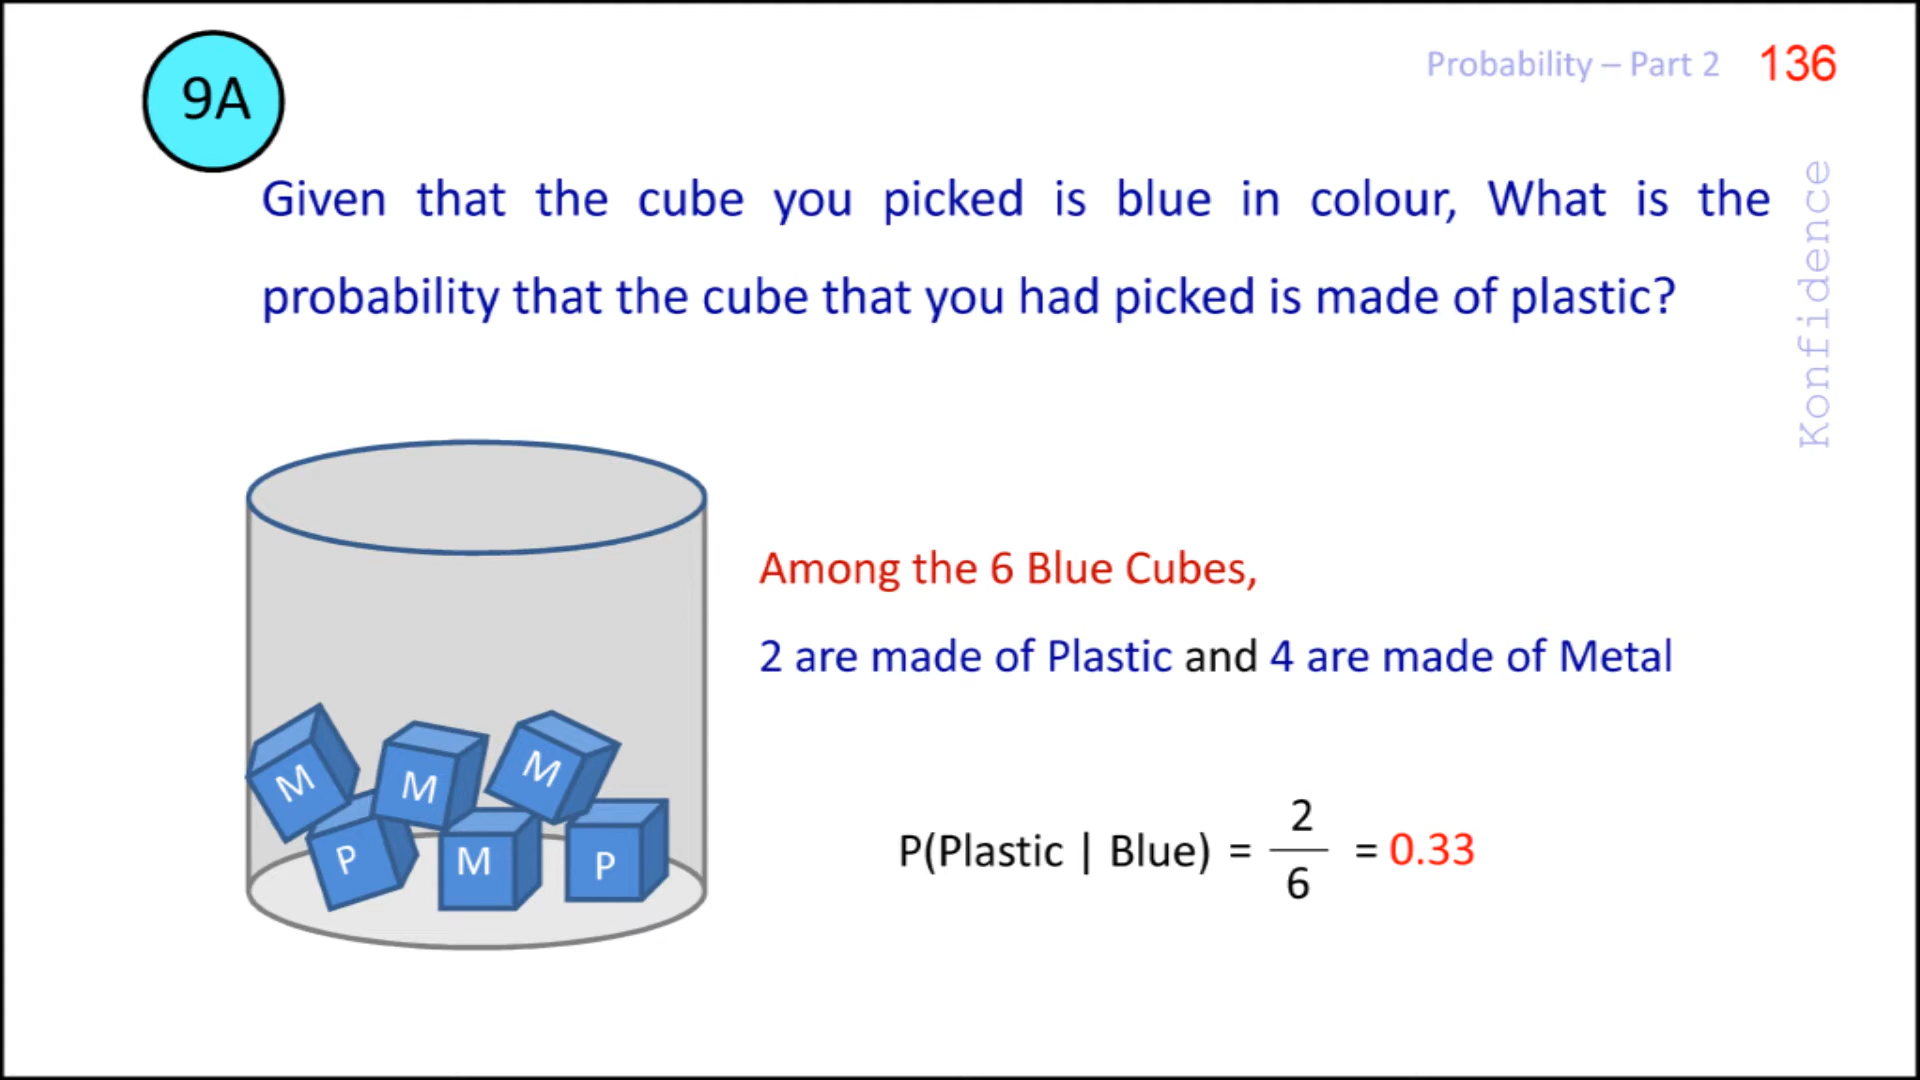 9A
Probability – Part 2 136
Given that the cube you picked is blue in colour, What is the
probability that the cube that you had picked is made of plastic?
Konfidence
Among the 6 Blue Cubes,
2 are made of Plastic and 4 are made of Metal
M M M
P M P
P(Plastic | Blue) = 2/6 = 0.33